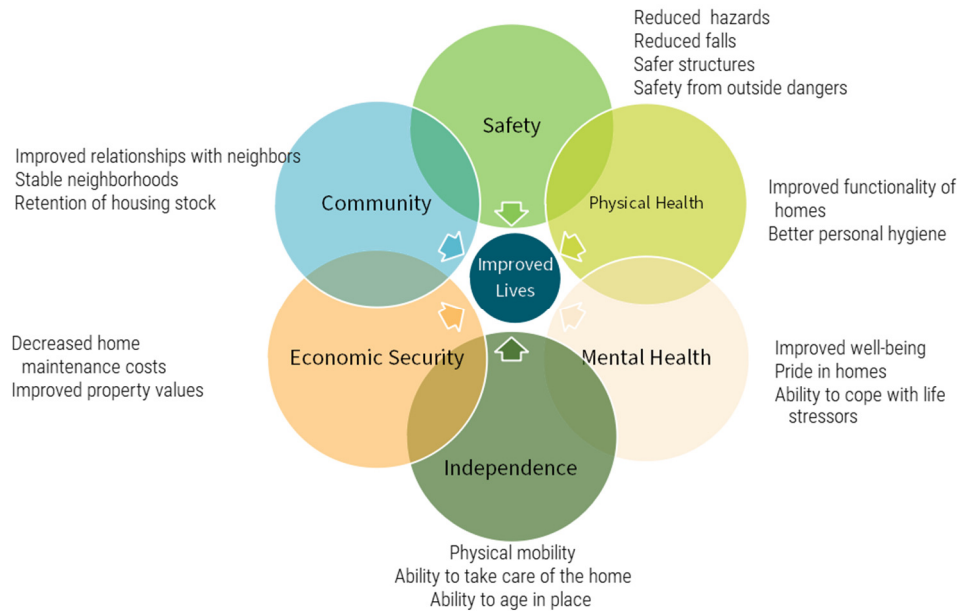 Reduced hazards
Reduced falls
Safer structures
Safety from outside dangers
Safety
Improved relationships with neighbors
Stable neighborhoods
Retention of housing stock
Community
Physical Health
Improved functionality of
homes
Better personal hygiene
Improved
Lives
Decreased home
maintenance costs
Improved property values
Economic Security
Mental Health
Improved well-being
Pride in homes
Ability to cope with life
stressors
Independence
Physical mobility
Ability to take care of the home
Ability to age in place